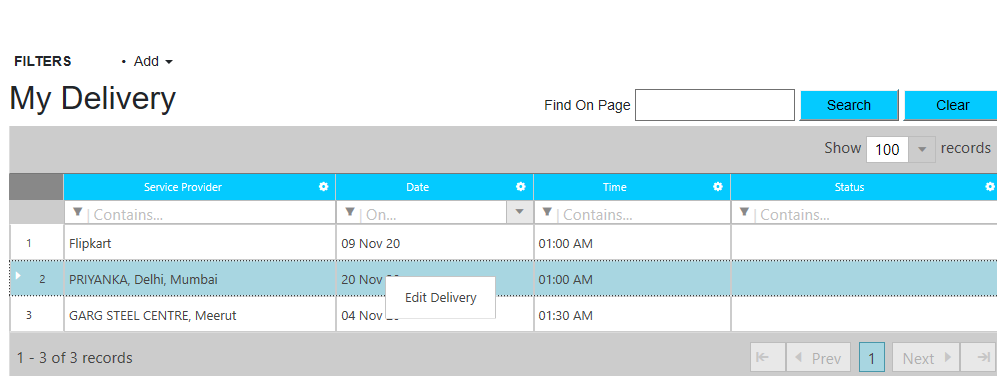 FILTERS • Add
My Delivery
Find On Page Search Clear
Show 100 records
Service Provider Date Time Status
| Contains... | On... | Contains... | Contains...
1 Flipkart 09 Nov 20 01:00 AM
2 PRIYANKA, Delhi, Mumbai 20 Nov 01:00 AM
Edit Delivery
3 GARG STEEL CENTRE, Meerut 04 Nov 01:30 AM
1 - 3 of 3 records Prev 1 Next